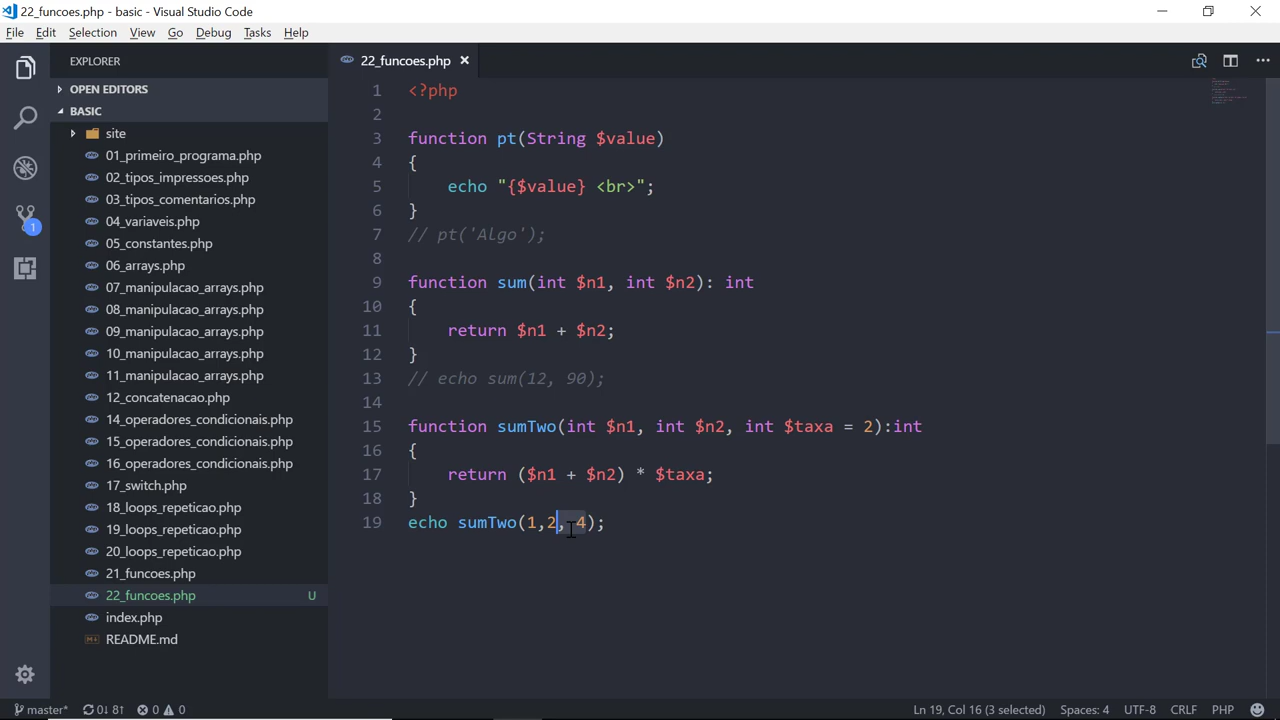 22_funcoes.php - basic - Visual Studio Code
File Edit Selection View Go Debug Tasks Help
EXPLORER
22_funcoes.php ×
OPEN EDITORS
BASIC
site
01_primeiro_programa.php
02_tipos_impressoes.php
03_tipos_comentarios.php
04_variaveis.php
05_constantes.php
06_arrays.php
07_manipulacao_arrays.php
08_manipulacao_arrays.php
09_manipulacao_arrays.php
10_manipulacao_arrays.php
11_manipulacao_arrays.php
12_concatenacao.php
14_operadores_condicionais.php
15_operadores_condicionais.php
16_operadores_condicionais.php
17_switch.php
18_loops_repeticao.php
19_loops_repeticao.php
20_loops_repeticao.php
21_funcoes.php
22_funcoes.php U
index.php
README.md
1
1 <?php
2
3 function pt(String $value)
4 {
5 echo "{$value} <br>";
6 }
7 // pt('Algo');
8
9 function sum(int $n1, int $n2): int
10 {
11 return $n1 + $n2;
12 }
13 // echo sum(12, 90);
14
15 function sumTwo(int $n1, int $n2, int $taxa = 2):int
16 {
17 return ($n1 + $n2) * $taxa;
18 }
19 echo sumTwo(1,2, 4);
master* 0↓ 8↑ 0 0 Ln 19, Col 16 (3 selected) Spaces: 4 UTF-8 CRLF PHP